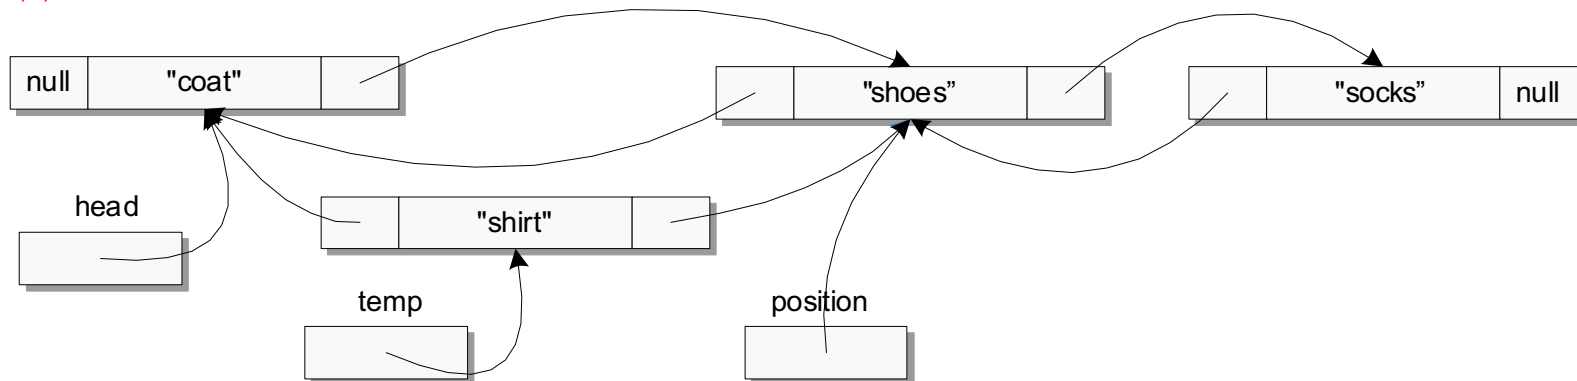 null "coat" "shoes” "socks” null
head "shirt"
temp position